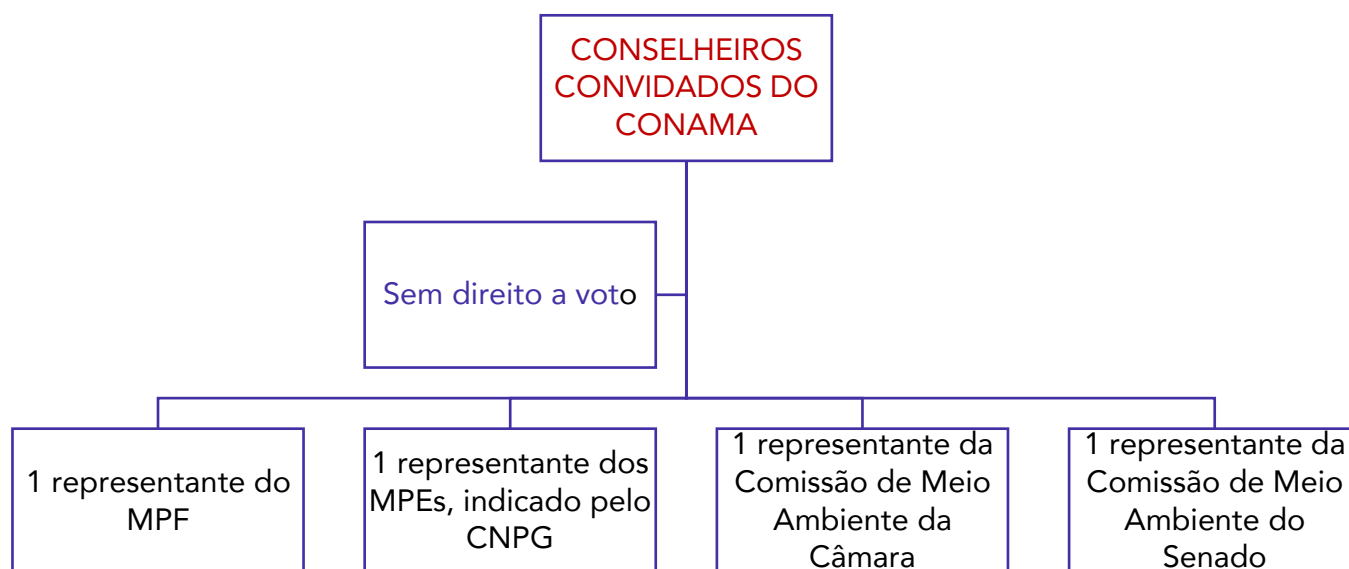 CONSELHEIROS
CONVIDADOS DO
CONAMA
Sem direito a voto
1 representante do
MPF
1 representante dos
MPEs, indicado pelo
CNPG
1 representante da
Comissão de Meio
Ambiente da
Câmara
1 representante da
Comissão de Meio
Ambiente do
Senado